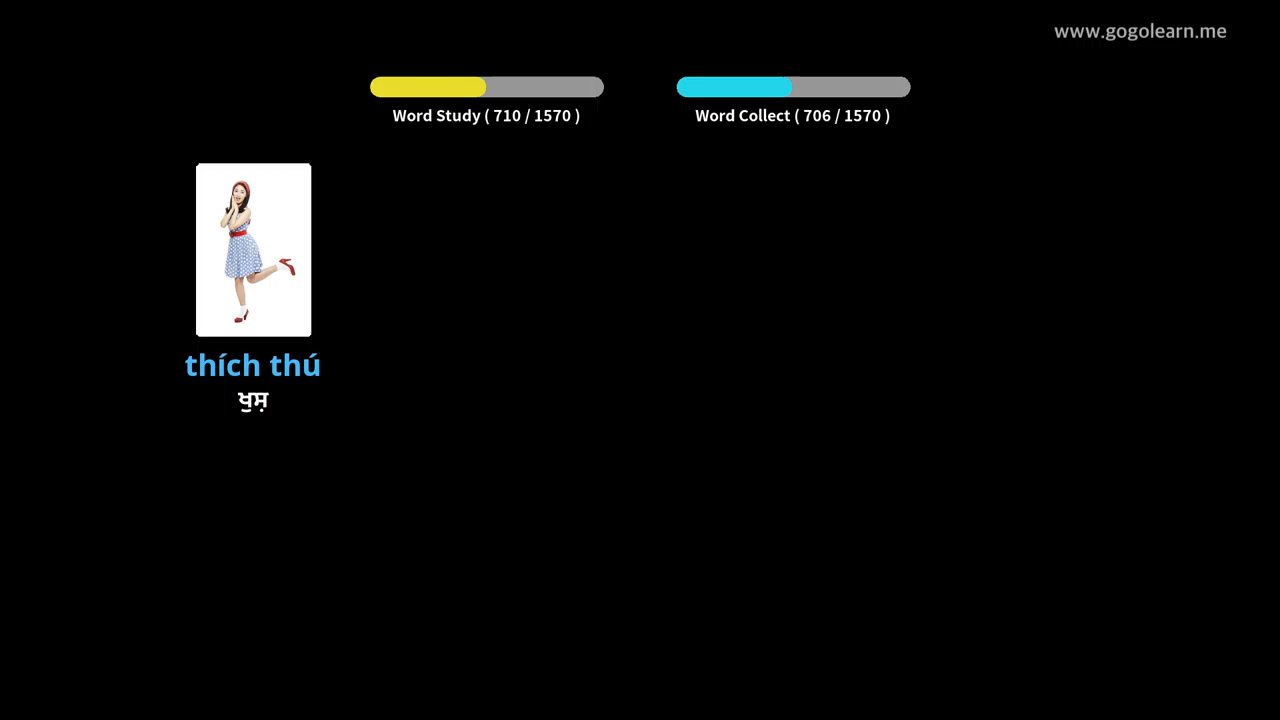 www.gogolearn.me
Word Study ( 710 / 1570 )
Word Collect ( 706 / 1570 )
thích thú
ਖੁਸ਼